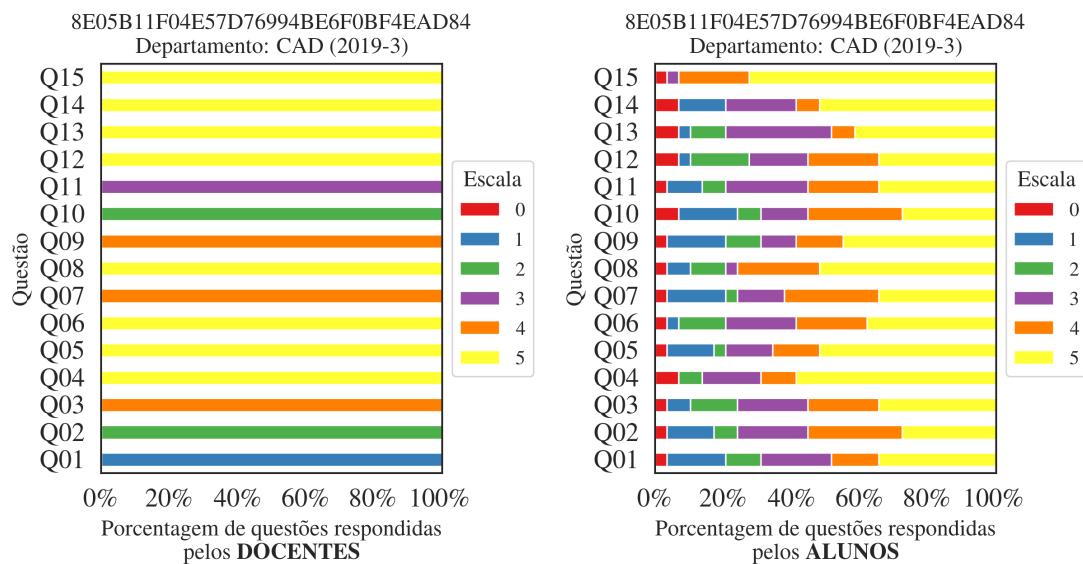 8E05B11F04E57D76994BE6F0BF4EAD84
Departamento: CAD (2019-3)
Questão
Q15
Q14
Q13
Q12
Q11
Q10
Q09
Q08
Q07
Q06
Q05
Q04
Q03
Q02
Q01
0% 20% 40% 60% 80% 100%
Porcentagem de questões respondidas
pelos DOCENTES
Escala
0
1
2
3
4
5
8E05B11F04E57D76994BE6F0BF4EAD84
Departamento: CAD (2019-3)
Questão
Q15
Q14
Q13
Q12
Q11
Q10
Q09
Q08
Q07
Q06
Q05
Q04
Q03
Q02
Q01
0% 20% 40% 60% 80% 100%
Porcentagem de questões respondidas
pelos ALUNOS
Escala
0
1
2
3
4
5